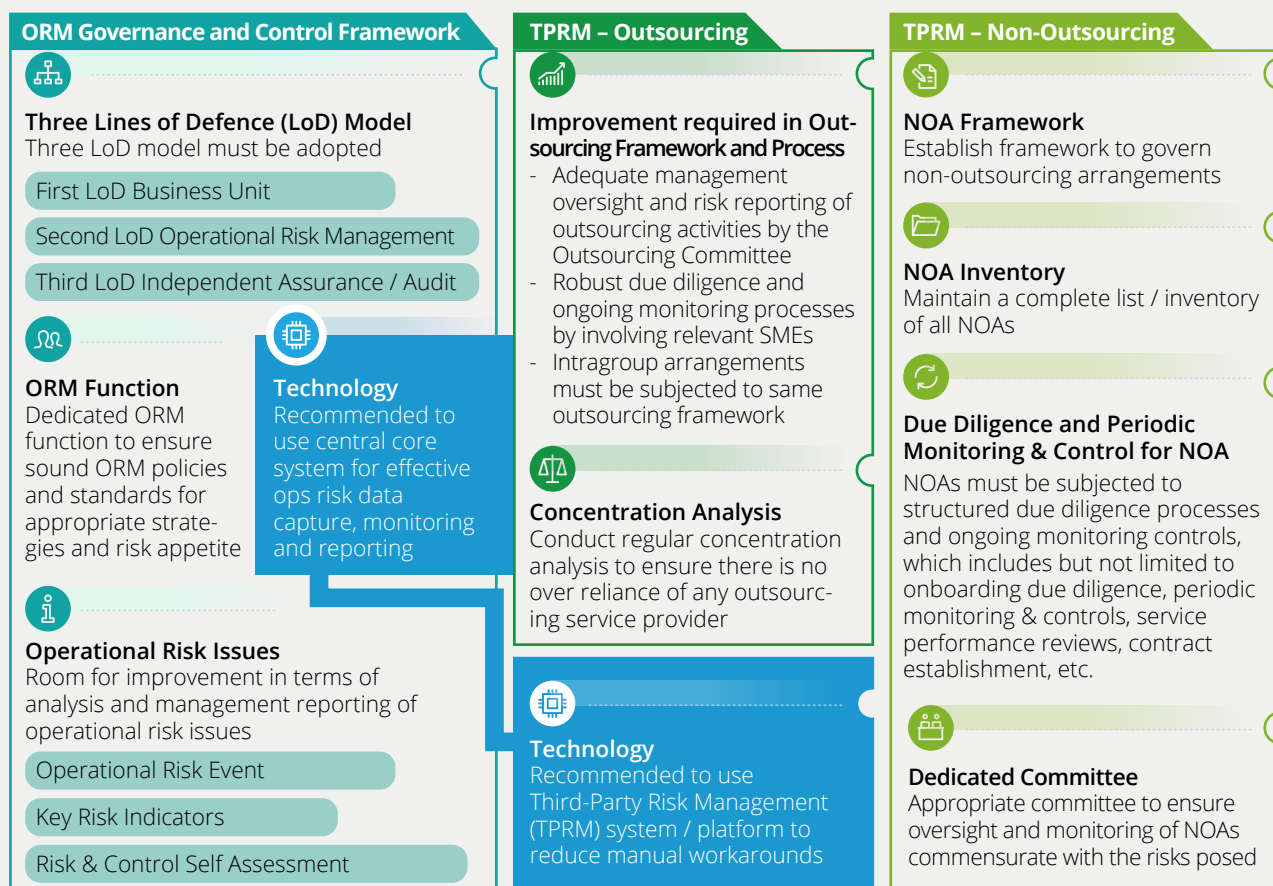 ORM Governance and Control Framework
Three Lines of Defence (LoD) Model
Three LoD model must be adopted
First LoD Business Unit
Second LoD Operational Risk Management
Third LoD Independent Assurance / Audit
ORM Function
Dedicated ORM
function to ensure
sound ORM policies
and standards for
appropriate strate-
gies and risk appetite
Technology
Recommended to
use central core
system for effective
ops risk data
capture, monitoring
and reporting
Operational Risk Issues
Room for improvement in terms of
analysis and management reporting of
operational risk issues
Operational Risk Event
Key Risk Indicators
Risk & Control Self Assessment
TPRM – Outsourcing
Improvement required in Out-
sourcing Framework and Process
- Adequate management
oversight and risk reporting of
outsourcing activities by the
Outsourcing Committee
- Robust due diligence and
ongoing monitoring processes
by involving relevant SMEs
- Intragroup arrangements
must be subjected to same
outsourcing framework
Concentration Analysis
Conduct regular concentration
analysis to ensure there is no
over reliance of any outsourc-
ing service provider
Technology
Recommended to use
Third-Party Risk Management
(TPRM) system / platform to
reduce manual workarounds
TPRM – Non-Outsourcing
NOA Framework
Establish framework to govern
non-outsourcing arrangements
NOA Inventory
Maintain a complete list / inventory
of all NOAs
Due Diligence and Periodic
Monitoring & Control for NOA
NOAs must be subjected to
structured due diligence processes
and ongoing monitoring controls,
which includes but not limited to
onboarding due diligence, periodic
monitoring & controls, service
performance reviews, contract
establishment, etc.
Dedicated Committee
Appropriate committee to ensure
oversight and monitoring of NOAs
commensurate with the risks posed